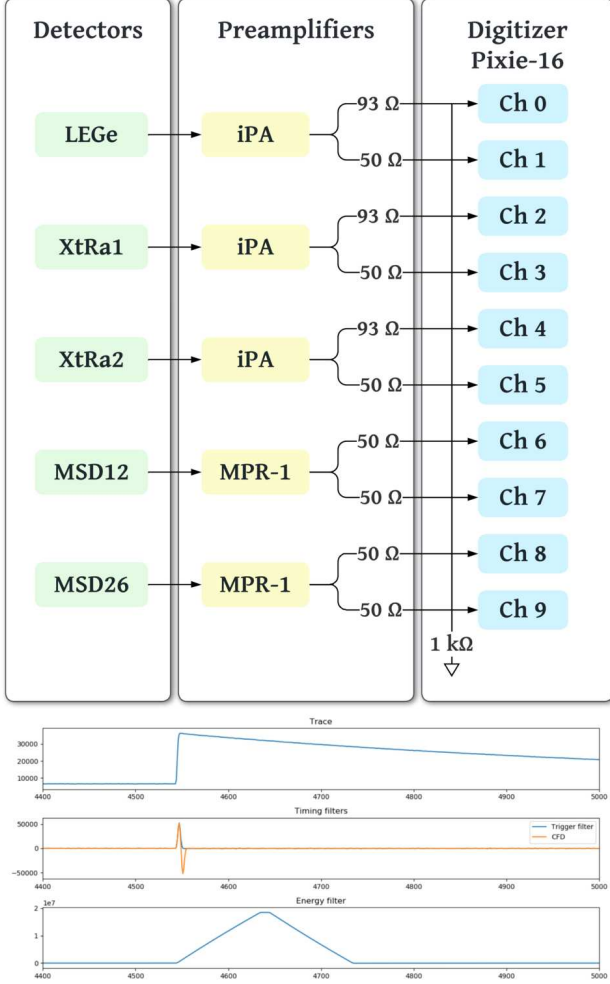 Detectors
Preamplifiers
Digitizer
Pixie-16
LEGe
iPA
93 Ω
Ch 0
50 Ω
Ch 1
XtRa1
iPA
93 Ω
Ch 2
50 Ω
Ch 3
XtRa2
iPA
93 Ω
Ch 4
50 Ω
Ch 5
MSD12
MPR-1
50 Ω
Ch 6
50 Ω
Ch 7
MSD26
MPR-1
50 Ω
Ch 8
50 Ω
Ch 9
1 kΩ
Trace
30000
20000
10000
4400 4500 4600 4700 4800 4900 5000
Timing filters
50000
0
−50000
Trigger filter
CFD
4400 4500 4600 4700 4800 4900 5000
Energy filter
1e7
2
1
0
4400 4500 4600 4700 4800 4900 5000